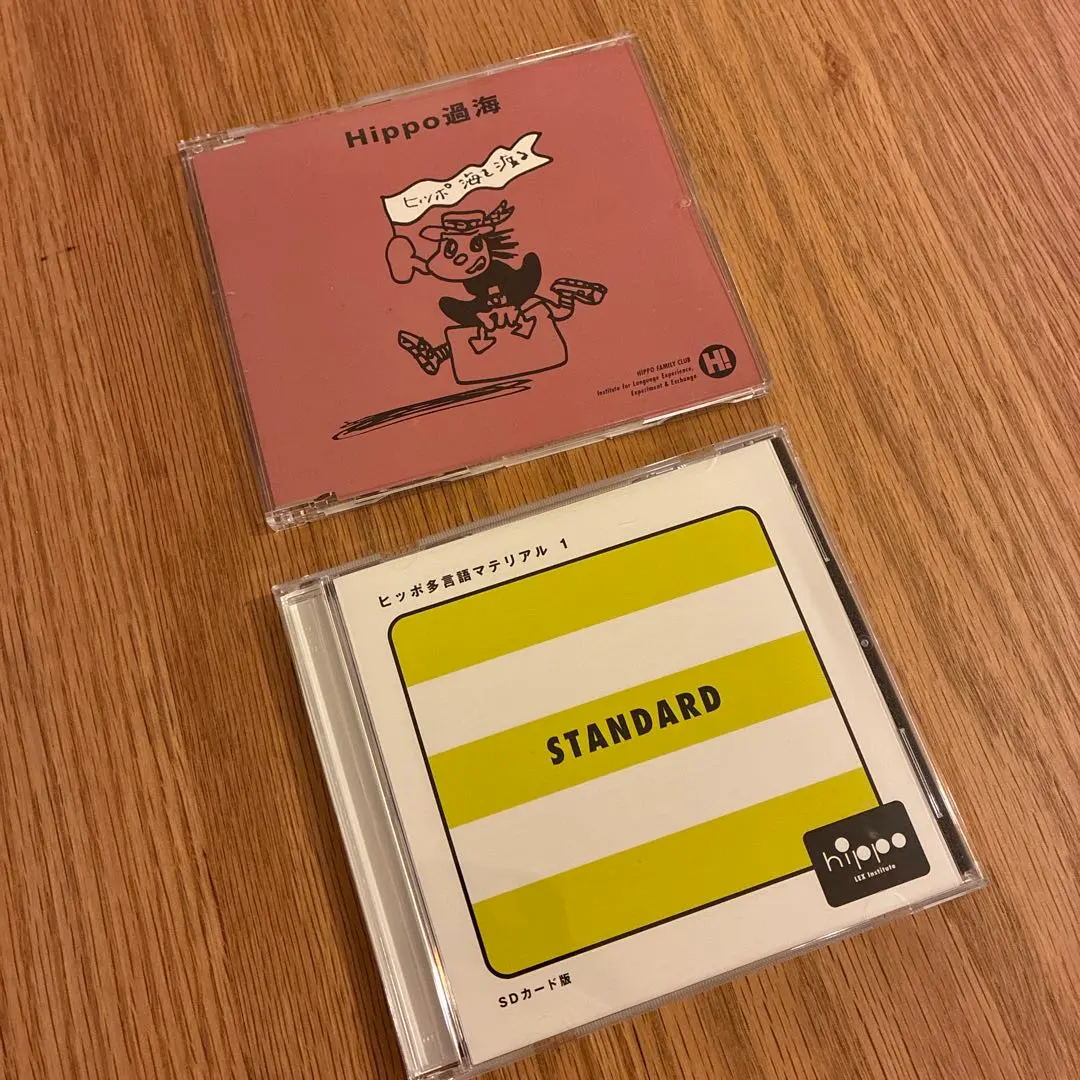 Hippo過海
ヒッポ 海を渡る
HIPPO FAMILY CLUB
Institute for Language Experience,
Experiment & Exchange
H!
ヒッポ多言語マテリアル 1
STANDARD
hippo
LEX Institute
SDカード版